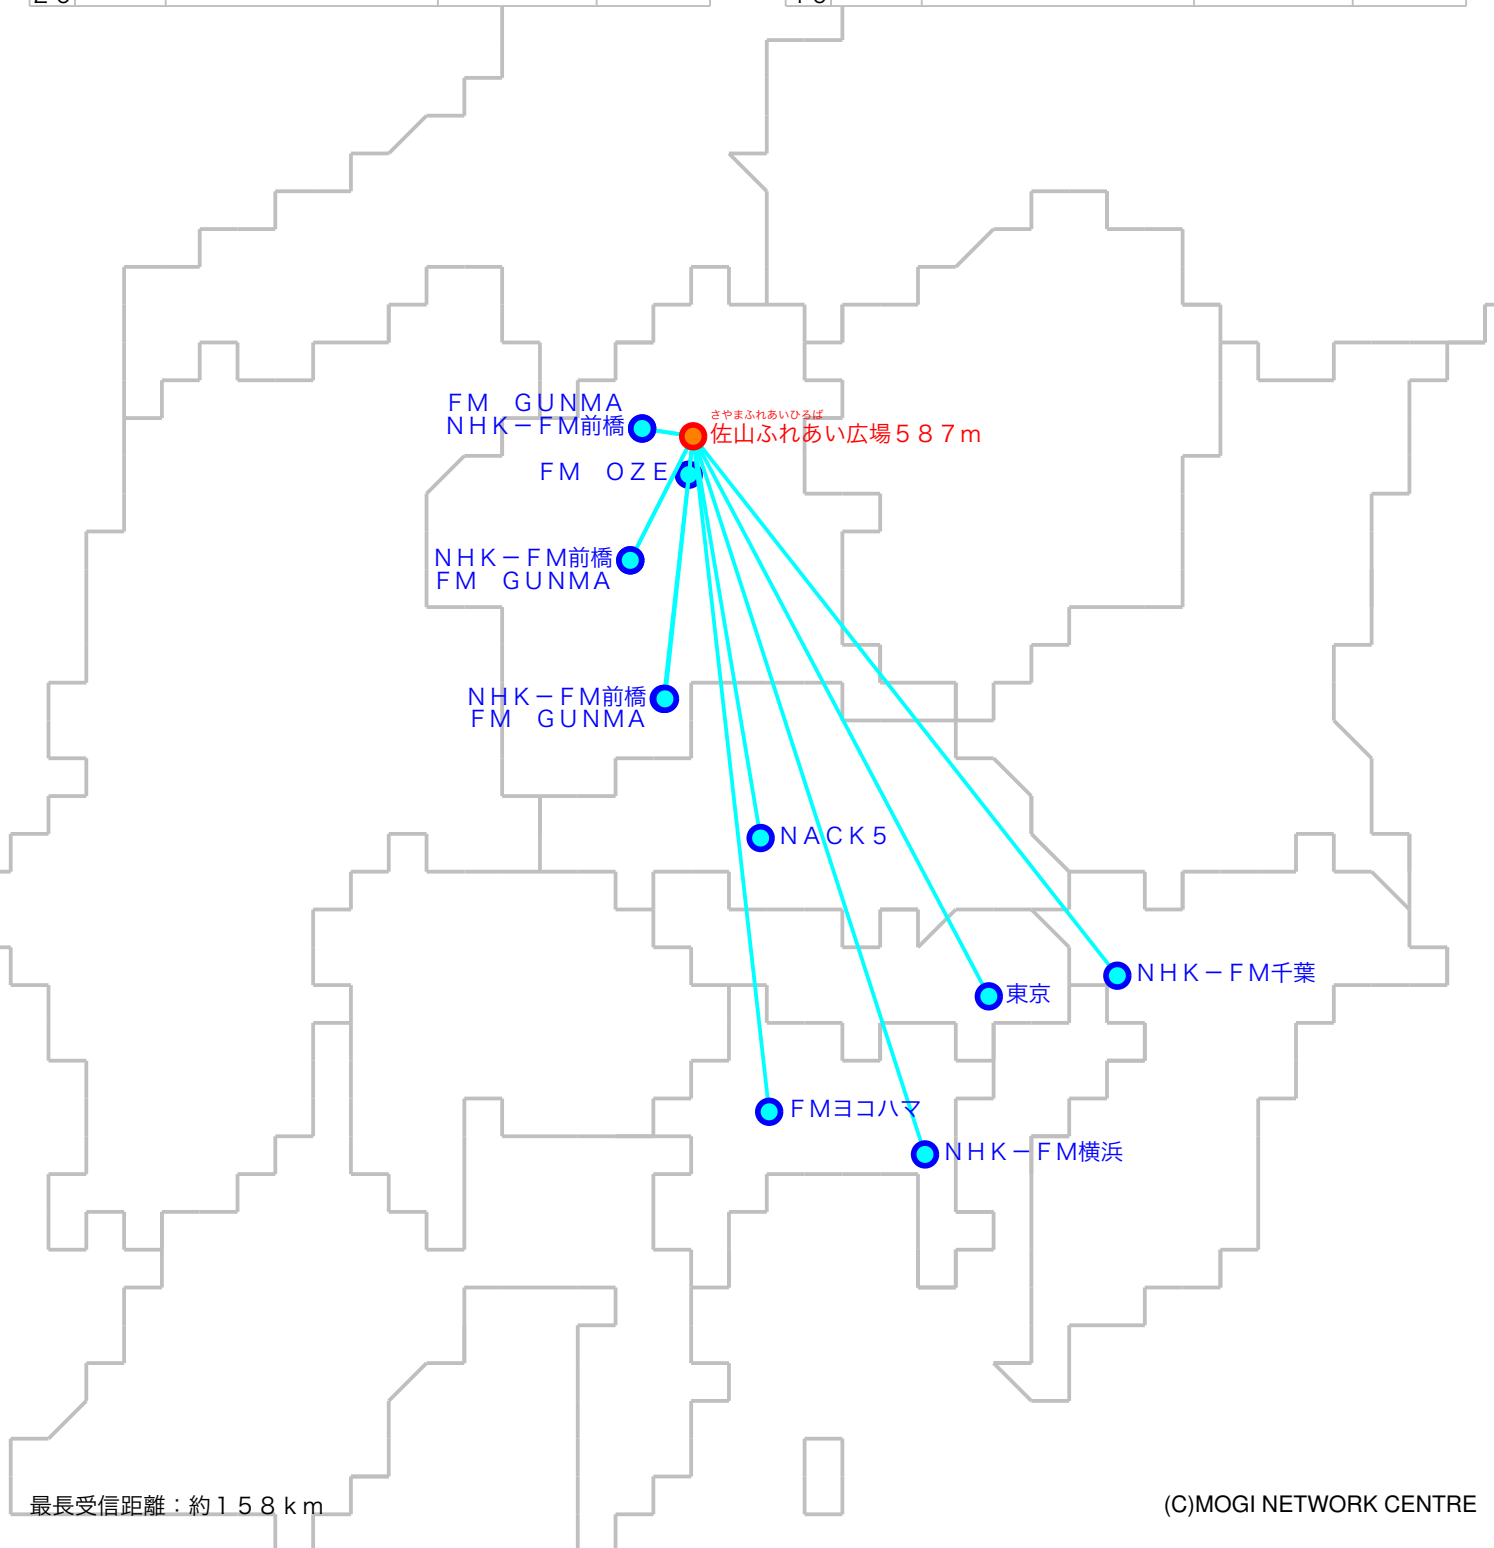 ＦＭ　ＧＵＮＭＡ
ＮＨＫ－ＦＭ前橋
さやまふれあいひろば
佐山ふれあい広場５８７ｍ
ＦＭ　ＯＺＥ
ＮＨＫ－ＦＭ前橋
ＦＭ　ＧＵＮＭＡ
ＮＨＫ－ＦＭ前橋
ＦＭ　ＧＵＮＭＡ
ＮＡＣＫ５
ＮＨＫ－ＦＭ千葉
東京
ＦＭヨコハマ
ＮＨＫ－ＦＭ横浜
最長受信距離：約１５８ｋｍ
(C)MOGI NETWORK CENTRE